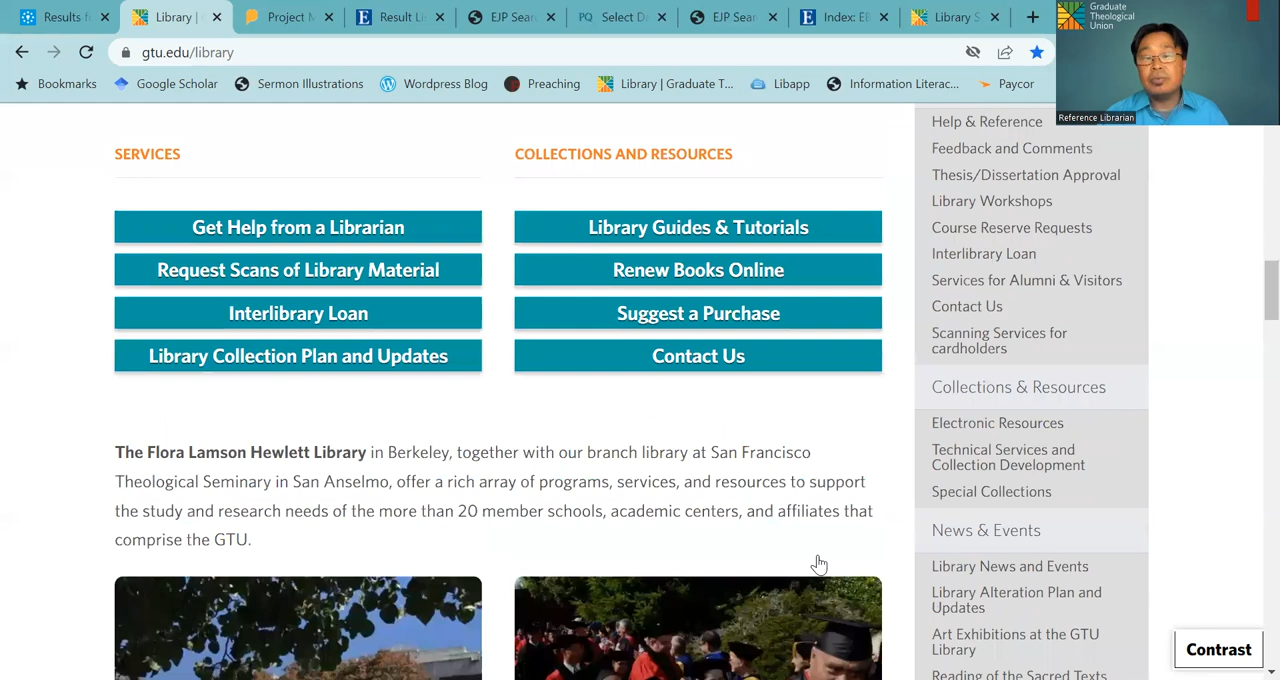 Results f
Library |
Project M
Result Li
EJP Sear
Select Da
EJP Sear
Index: EB
Library S
gtu.edu/library
Bookmarks
Google Scholar
Sermon Illustrations
Wordpress Blog
Preaching
Library | Graduate T...
Libapp
Information Literac...
Paycor
Graduate
Theological
Union
Reference Librarian
SERVICES
Get Help from a Librarian
Request Scans of Library Material
Interlibrary Loan
Library Collection Plan and Updates
COLLECTIONS AND RESOURCES
Library Guides & Tutorials
Renew Books Online
Suggest a Purchase
Contact Us
The Flora Lamson Hewlett Library in Berkeley, together with our branch library at San Francisco
Theological Seminary in San Anselmo, offer a rich array of programs, services, and resources to support
the study and research needs of the more than 20 member schools, academic centers, and affiliates that
comprise the GTU.
Help & Reference
Feedback and Comments
Thesis/Dissertation Approval
Library Workshops
Course Reserve Requests
Interlibrary Loan
Services for Alumni & Visitors
Contact Us
Scanning Services for
cardholders
Collections & Resources
Electronic Resources
Technical Services and
Collection Development
Special Collections
News & Events
Library News and Events
Library Alteration Plan and
Updates
Art Exhibitions at the GTU
Library
Reading of the Sacred Texts
Contrast